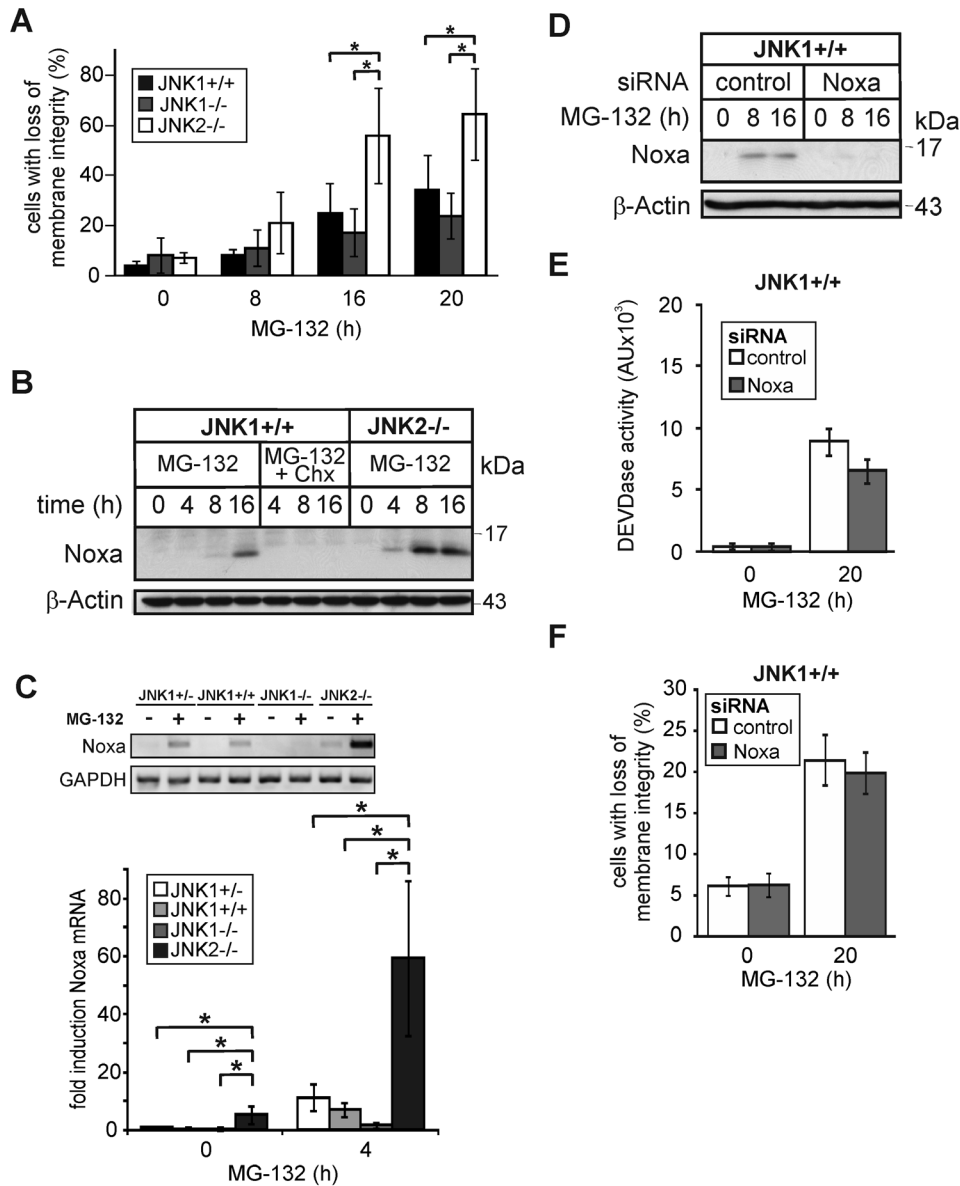 A
cells with loss of
membrane integrity (%)
80
60
40
20
0
JNK1+/+
JNK1-/-
JNK2-/-
* * * *
0 8 16 20
MG-132 (h)
B
JNK1+/+ JNK2-/-
MG-132 MG-132 + Chx MG-132 kDa
time (h) 0 4 8 16 4 8 16 0 4 8 16
Noxa -17
β-Actin -43
C
JNK1+/- JNK1+/+ JNK1-/- JNK2-/-
MG-132 - + - + - + - +
Noxa
GAPDH
fold induction Noxa mRNA
80
60
40
20
0
JNK1+/-
JNK1+/+
JNK1-/-
JNK2-/-
* * * * * *
0 4
MG-132 (h)
D
JNK1+/+
siRNA control Noxa
MG-132 (h) 0 8 16 0 8 16 kDa
Noxa -17
β-Actin -43
E
JNK1+/+
DEVDase activity (AUx10³)
20
15
10
5
0
siRNA
control
Noxa
0 20
MG-132 (h)
F
JNK1+/+
cells with loss of
membrane integrity (%)
30
25
20
15
10
5
0
siRNA
control
Noxa
0 20
MG-132 (h)